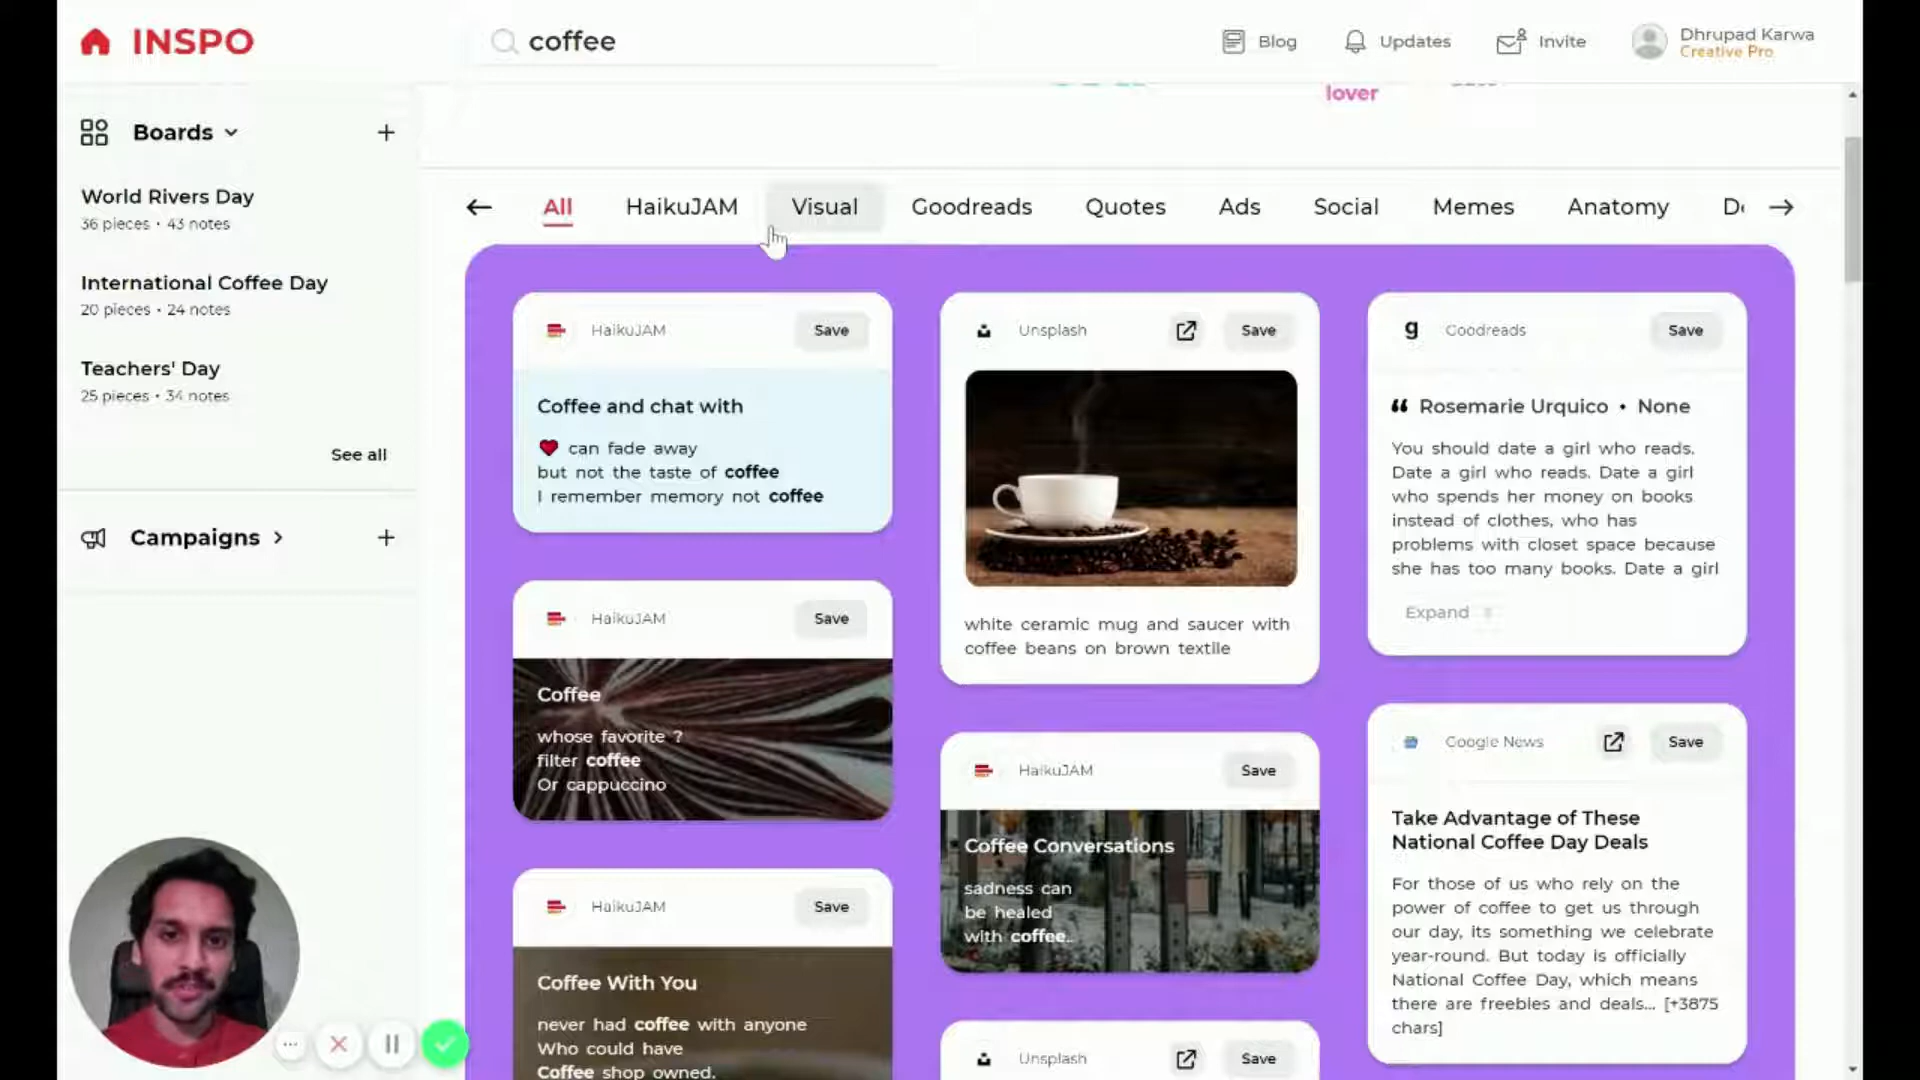 INSPO
coffee
Blog
Updates
Invite
Dhrupad Karwa
Creative Pro
lover
Boards
World Rivers Day
36 pieces • 43 notes
International Coffee Day
20 pieces • 24 notes
Teachers' Day
25 pieces • 34 notes
See all
Campaigns
All
HaikuJAM
Visual
Goodreads
Quotes
Ads
Social
Memes
Anatomy
HaikuJAM
Save
Coffee and chat with
can fade away
but not the taste of coffee
I remember memory not coffee
HaikuJAM
Save
Coffee
whose favorite ?
filter coffee
Or cappuccino
HaikuJAM
Save
Coffee With You
never had coffee with anyone
Who could have
Coffee shop owned.
Unsplash
Save
white ceramic mug and saucer with
coffee beans on brown textile
HaikuJAM
Save
Coffee Conversations
sadness can
be healed
with coffee..
Unsplash
Save
g
Goodreads
Save
“ Rosemarie Urquico • None
You should date a girl who reads.
Date a girl who reads. Date a girl
who spends her money on books
instead of clothes, who has
problems with closet space because
she has too many books. Date a girl
Expand
Google News
Save
Take Advantage of These
National Coffee Day Deals
For those of us who rely on the
power of coffee to get us through
our day, its something we celebrate
year-round. But today is officially
National Coffee Day, which means
there are freebies and deals... [+3875
chars]